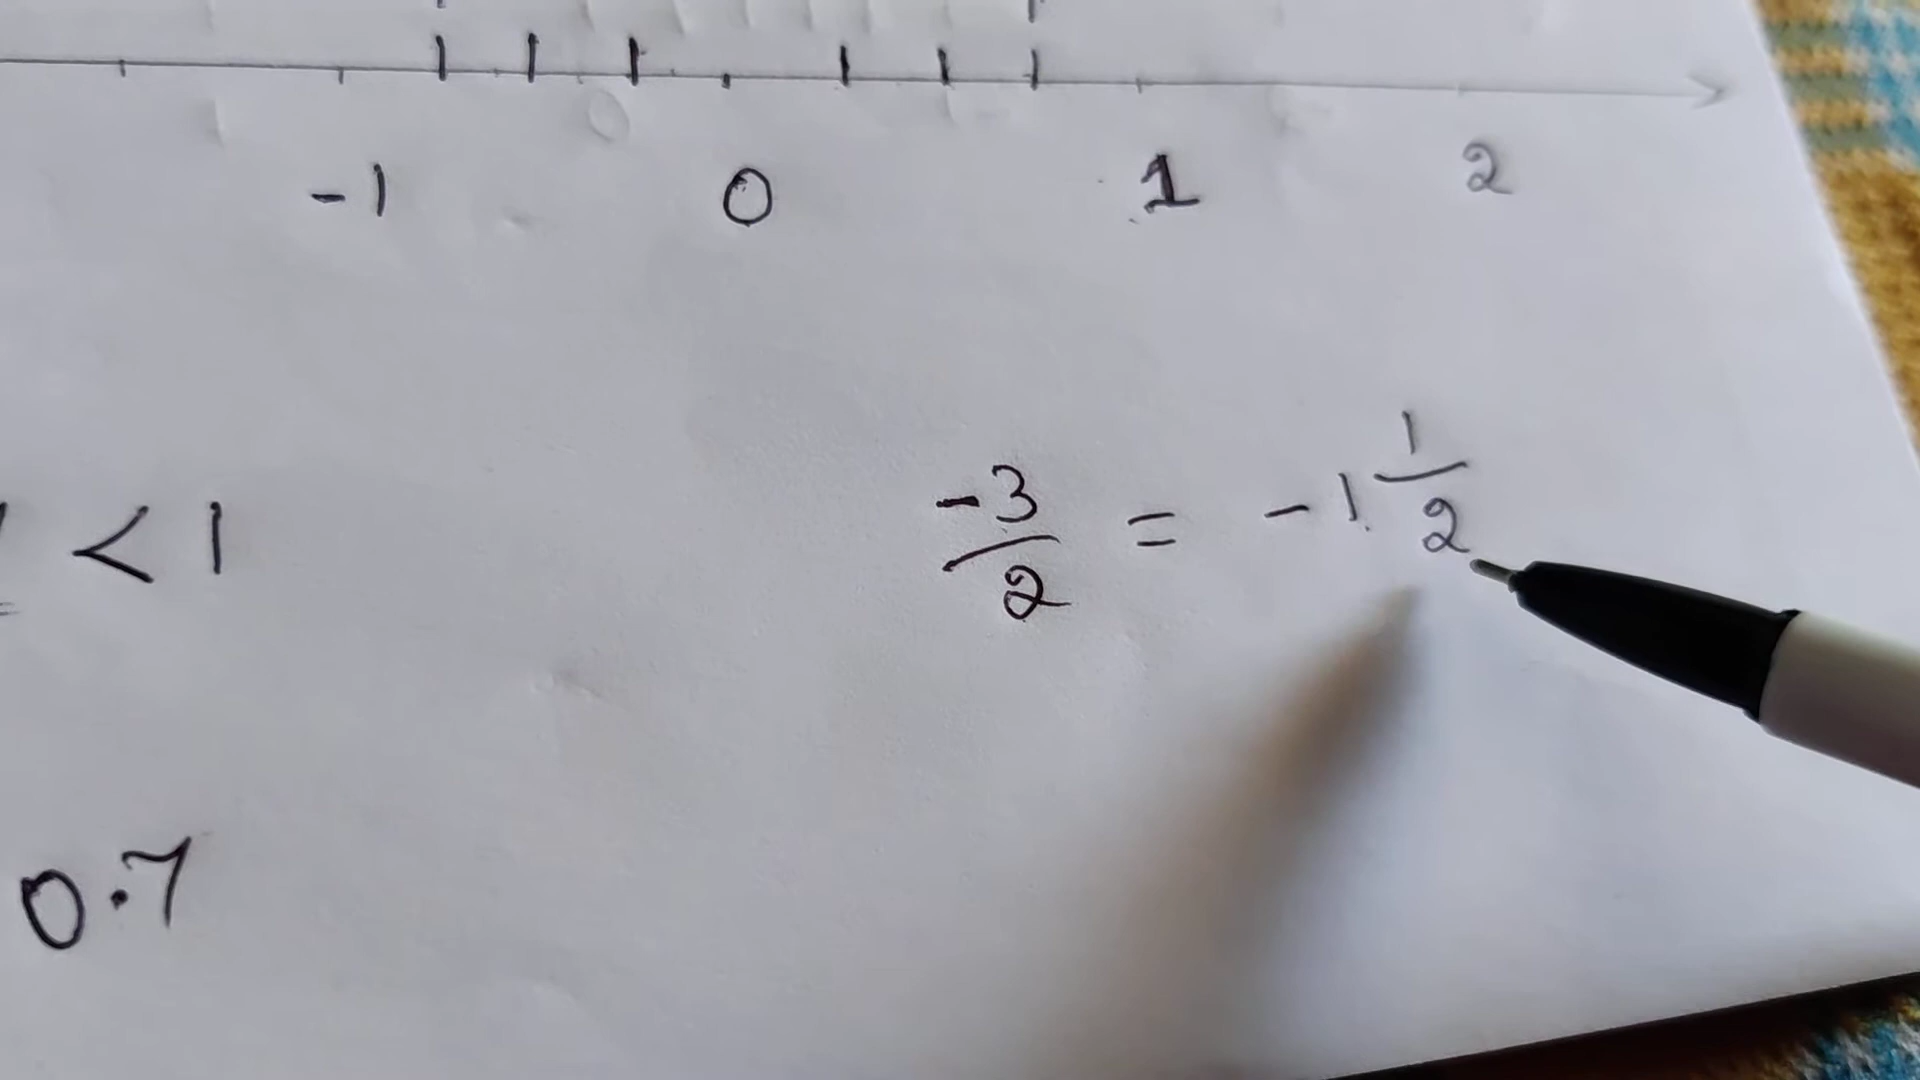 -1 0 1 2
< 1
-3/2 = -1 1/2
0.7